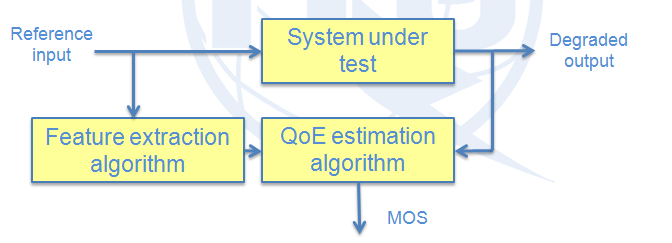 Reference
input
System under
test
Degraded
output
Feature extraction
algorithm
QoE estimation
algorithm
MOS